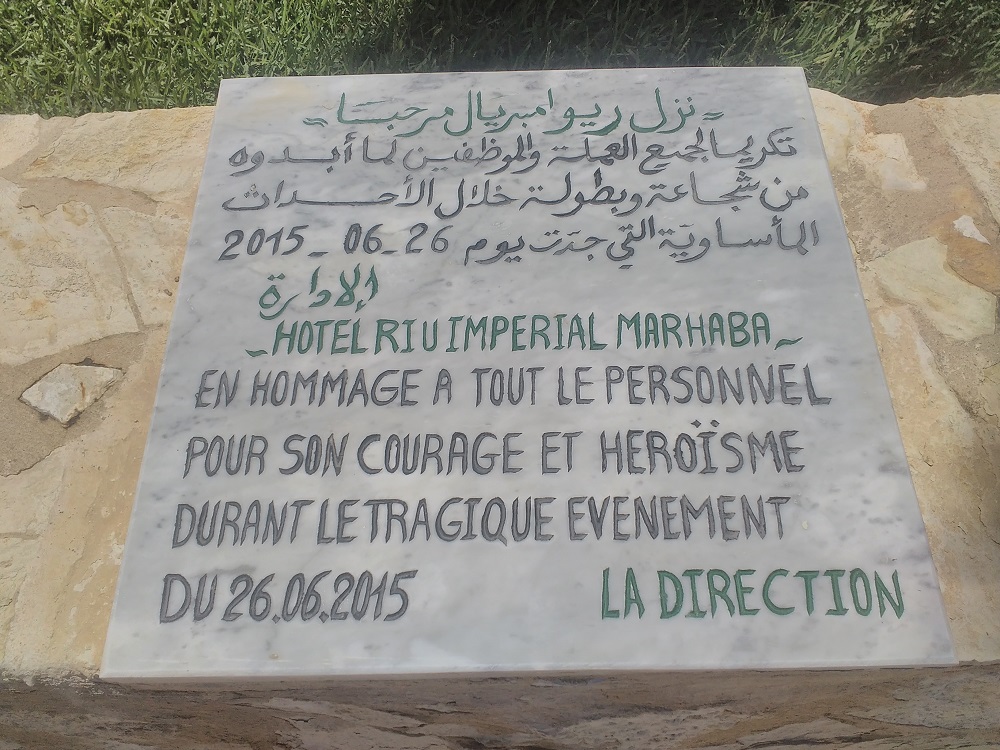 ~ نزل ريو امبريال مرحبا ~
تكريما لجميع العملة والموظفين لما أبدوه
من شجاعة وبطولة خلال الأحداث
المأساويّة التي جدّت يوم 26_06_2015
الإدارة
~HOTEL RIU IMPERIAL MARHABA~
EN HOMMAGE A TOUT LE PERSONNEL
POUR SON COURAGE ET HEROÏSME
DURANT LE TRAGIQUE EVENEMENT
DU 26.06.2015 LA DIRECTION